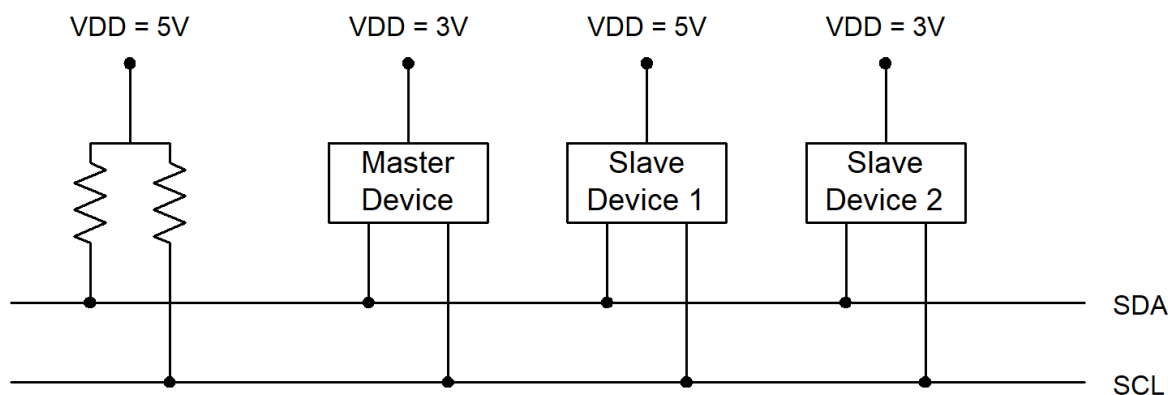 VDD = 5V
VDD = 3V
VDD = 5V
VDD = 3V
Master
Device
Slave
Device 1
Slave
Device 2
SDA
SCL